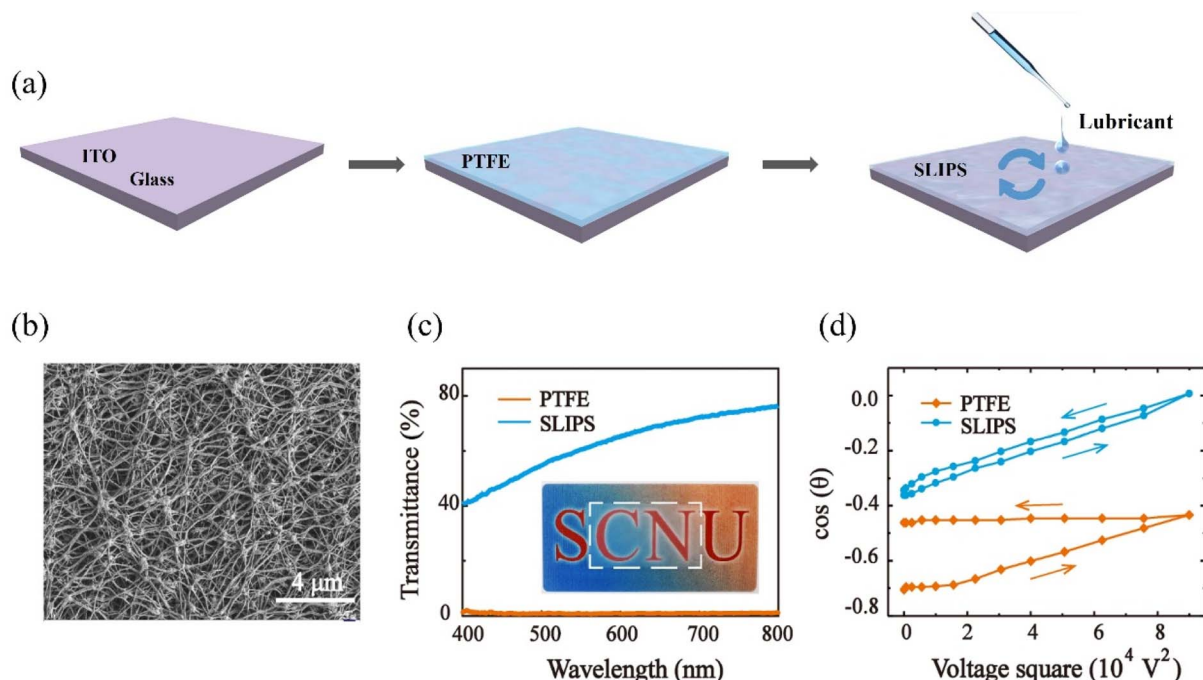 (a)
ITO
Glass
PTFE
SLIPS
Lubricant
(b)
4 μm
(c)
80
40
0
Transmittance (%)
PTFE
SLIPS
SCNU
400 500 600 700 800
Wavelength (nm)
(d)
0.0
-0.2
-0.4
-0.6
-0.8
cos (θ)
PTFE
SLIPS
0 2 4 6 8
Voltage square (10⁴ V²)